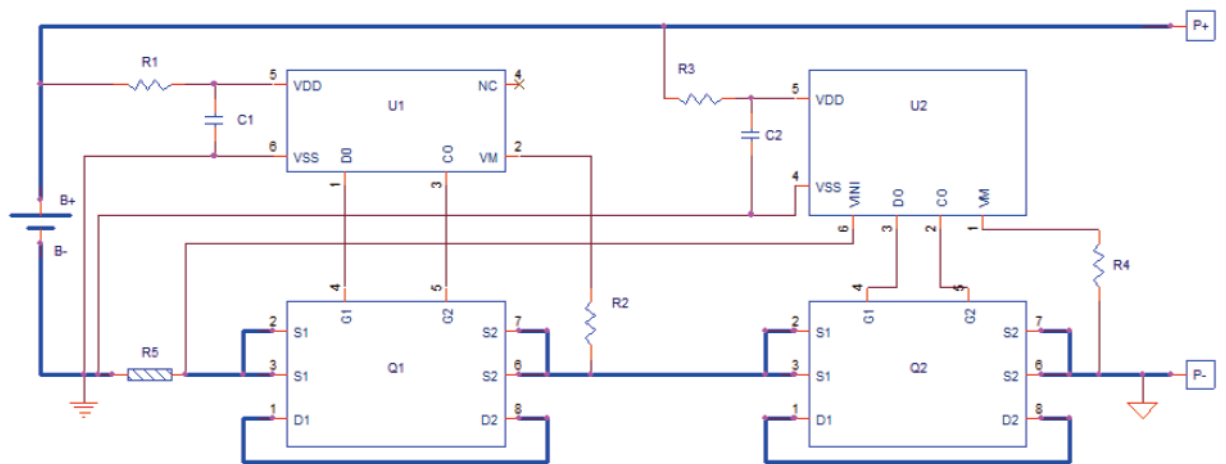 P+
R1
5
VDD
U1
NC
4
C1
6
VSS
D0
CO
VM
2
1
3
R3
5
VDD
U2
C2
4
VSS
VINI
DO
CO
VM
6
3
2
1
R4
B+
B-
4
5
G1
G2
2
S1
S2
7
3
S1
S2
6
Q1
1
D1
D2
8
R2
R5
4
5
G1
G2
2
S1
S2
7
3
S1
S2
6
Q2
1
D1
D2
8
P-